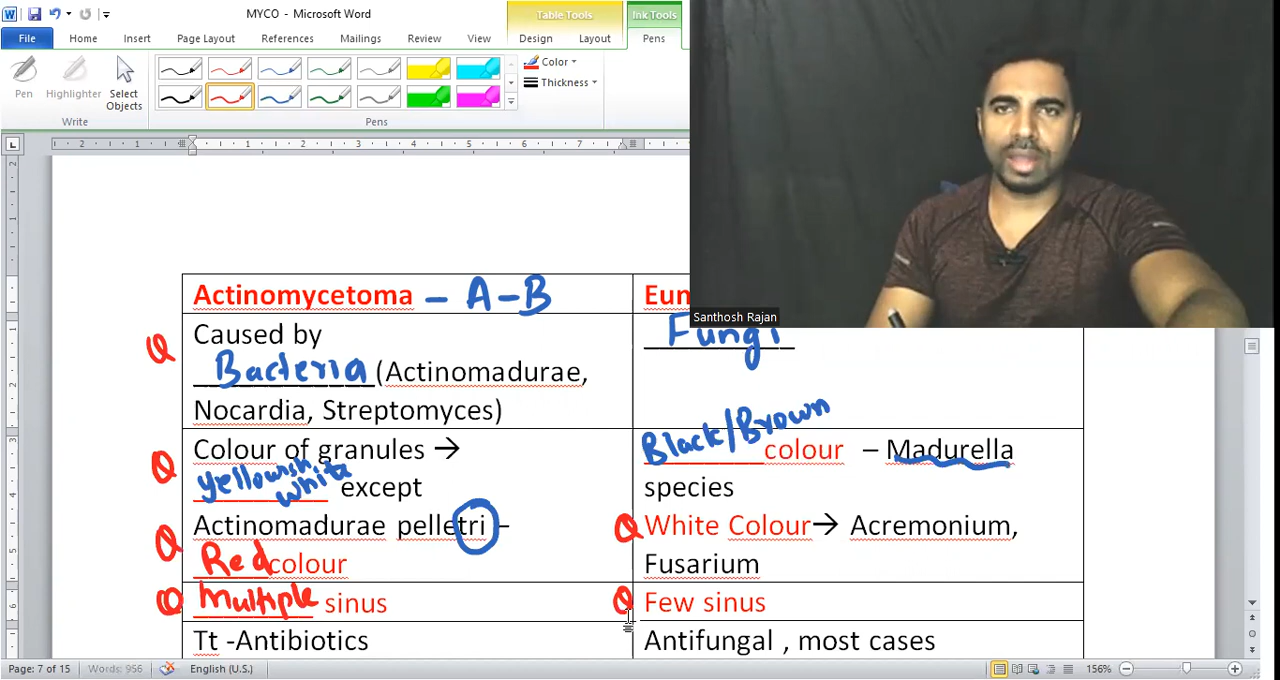 MYCO - Microsoft Word
Table Tools
Ink Tools
File Home Insert Page Layout References Mailings Review View Design Layout Pens
Pen Highlighter Select Objects
Color
Thickness
Write Pens
Actinomycetoma – A-B
Eum
Q Caused by
Bacteria (Actinomadurae,
Nocardia, Streptomyces)
Fungi
Q Colour of granules →
yellowish white except
Q Actinomadurae pelletri –
Red colour
Black/Brown colour – Madurella
species
Q White Colour→ Acremonium,
Fusarium
Q Multiple sinus
Q Few sinus
Tt -Antibiotics
Antifungal , most cases
Santhosh Rajan
Page: 7 of 15 Words: 956 English (U.S.) 156%